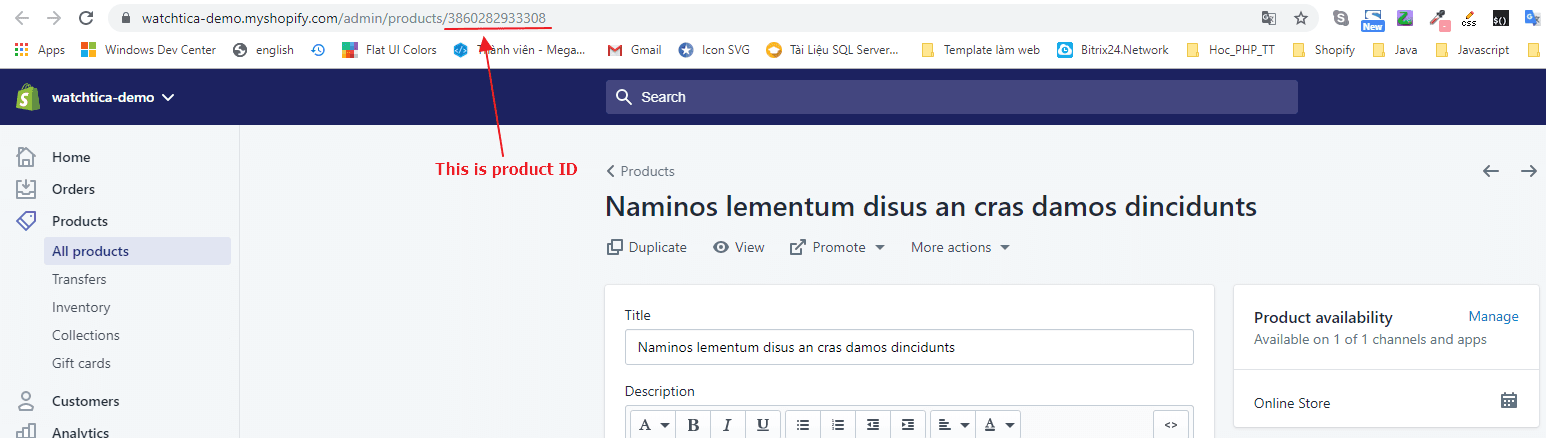 watchtica-demo.myshopify.com/admin/products/3860282933308
New
css
$()
Apps
Windows Dev Center
english
Flat UI Colors
Thành viên - Mega...
Gmail
Icon SVG
Tài Liệu SQL Server...
Template làm web
Bitrix24.Network
Hoc_PHP_TT
Shopify
Java
Javascript
watchtica-demo
Search
This is product ID
Home
Orders
Products
All products
Transfers
Inventory
Collections
Gift cards
Customers
Analytics
Products
Naminos lementum disus an cras damos dincidunts
Duplicate
View
Promote
More actions
Title
Naminos lementum disus an cras damos dincidunts
Description
A B I U A <>
Product availability
Manage
Available on 1 of 1 channels and apps
Online Store